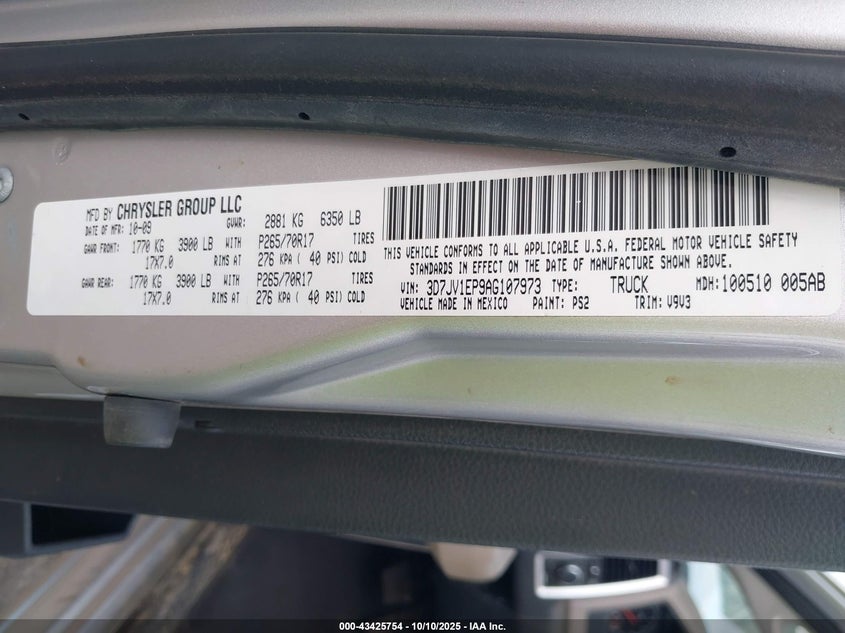 MFD BY CHRYSLER GROUP LLC
DATE OF MFR: 10-09 GVWR: 2881 KG 6350 LB
GAWR FRONT: 1770 KG 3900 LB WITH P265/70R17 TIRES
17X7.0 RIMS AT 276 KPA ( 40 PSI) COLD
GAWR REAR: 1770 KG 3900 LB WITH P265/70R17 TIRES
17X7.0 RIMS AT 276 KPA ( 40 PSI) COLD
THIS VEHICLE CONFORMS TO ALL APPLICABLE U.S.A. FEDERAL MOTOR VEHICLE SAFETY
STANDARDS IN EFFECT ON THE DATE OF MANUFACTURE SHOWN ABOVE.
VIN: 3D7JV1EP9AG107973 TYPE: TRUCK MDH: 100510 005AB
VEHICLE MADE IN MEXICO PAINT: PS2 TRIM: V9V3
000-43425754 - 10/10/2025 - IAA Inc.